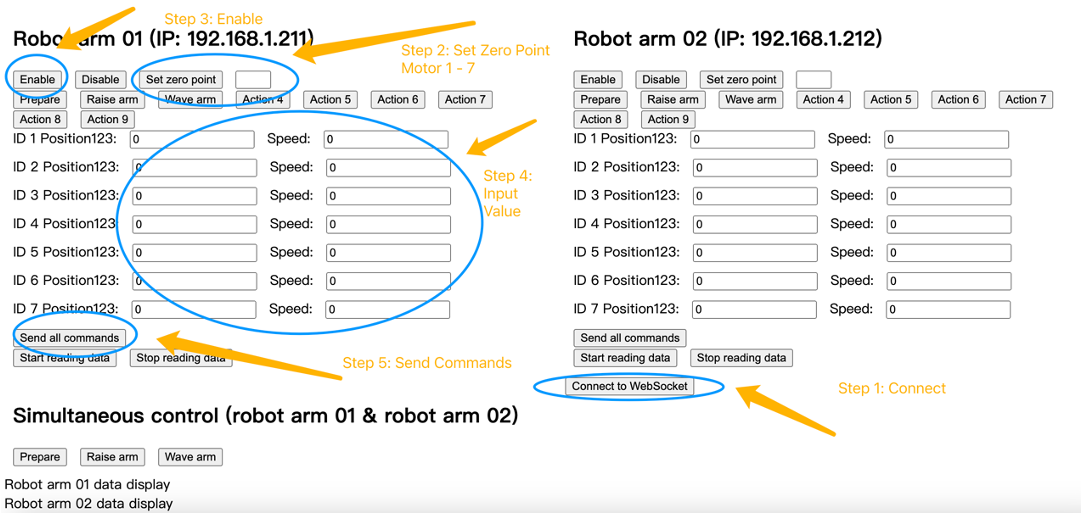 Step 3: Enable
Robot arm 01 (IP: 192.168.1.211)
Step 2: Set Zero Point
Motor 1 - 7
Enable Disable Set zero point
Prepare Raise arm Wave arm Action 4 Action 5 Action 6 Action 7
Action 8 Action 9
ID 1 Position123: 0 Speed: 0
ID 2 Position123: 0 Speed: 0
ID 3 Position123: 0 Speed: 0
ID 4 Position123: 0 Speed: 0
ID 5 Position123: 0 Speed: 0
ID 6 Position123: 0 Speed: 0
ID 7 Position123: 0 Speed: 0
Step 4:
Input
Value
Send all commands
Start reading data Stop reading data
Step 5: Send Commands
Robot arm 02 (IP: 192.168.1.212)
Enable Disable Set zero point
Prepare Raise arm Wave arm Action 4 Action 5 Action 6 Action 7
Action 8 Action 9
ID 1 Position123: 0 Speed: 0
ID 2 Position123: 0 Speed: 0
ID 3 Position123: 0 Speed: 0
ID 4 Position123: 0 Speed: 0
ID 5 Position123: 0 Speed: 0
ID 6 Position123: 0 Speed: 0
ID 7 Position123: 0 Speed: 0
Send all commands
Start reading data Stop reading data
Connect to WebSocket
Step 1: Connect
Simultaneous control (robot arm 01 & robot arm 02)
Prepare Raise arm Wave arm
Robot arm 01 data display
Robot arm 02 data display